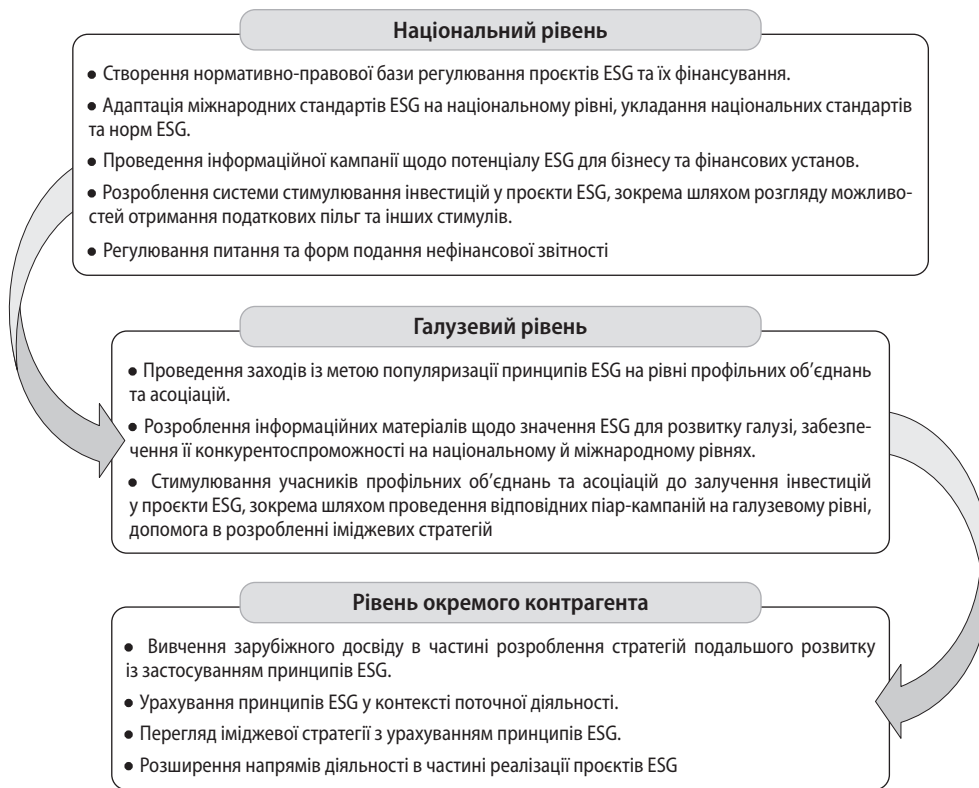 Національний рівень
● Створення нормативно-правової бази регулювання проєктів ESG та їх фінансування.
● Адаптація міжнародних стандартів ESG на національному рівні, укладання національних стандартів
та норм ESG.
● Проведення інформаційної кампанії щодо потенціалу ESG для бізнесу та фінансових установ.
● Розроблення системи стимулювання інвестицій у проєкти ESG, зокрема шляхом розгляду можливо-
стей отримання податкових пільг та інших стимулів.
● Регулювання питання та форм подання нефінансової звітності
Галузевий рівень
● Проведення заходів із метою популяризації принципів ESG на рівні профільних об’єднань
та асоціацій.
● Розроблення інформаційних матеріалів щодо значення ESG для розвитку галузі, забезпе-
чення її конкурентоспроможності на національному й міжнародному рівнях.
● Стимулювання учасників профільних об’єднань та асоціацій до залучення інвестицій
у проєкти ESG, зокрема шляхом проведення відповідних піар-кампаній на галузевому рівні,
допомога в розробленні іміджевих стратегій
Рівень окремого контрагента
● Вивчення зарубіжного досвіду в частині розроблення стратегій подальшого розвитку
із застосуванням принципів ESG.
● Урахування принципів ESG у контексті поточної діяльності.
● Перегляд іміджевої стратегії з урахуванням принципів ESG.
● Розширення напрямів діяльності в частині реалізації проєктів ESG